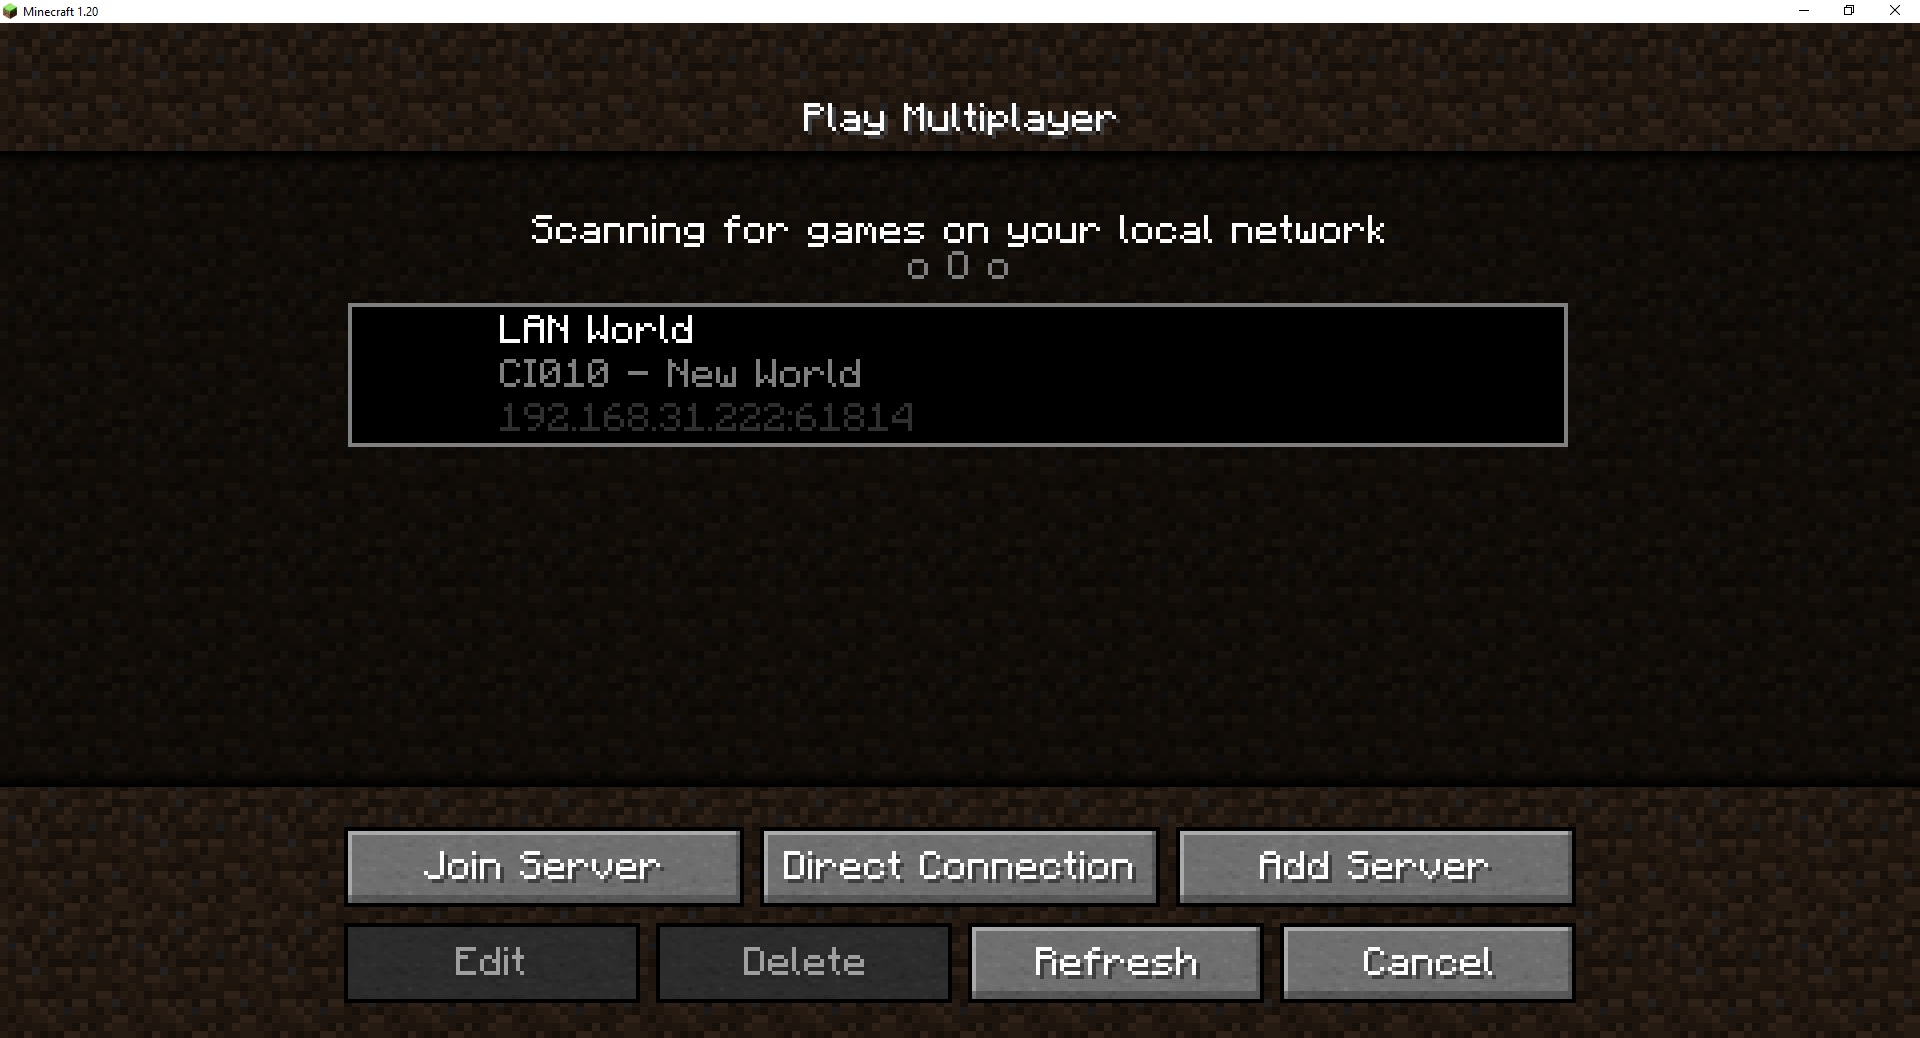 Minecraft 1.20
Play Multiplayer
Scanning for games on your local network
o O o
LAN World
CI010 - New World
192.168.31.222:61814
Join Server
Direct Connection
Add Server
Edit
Delete
Refresh
Cancel